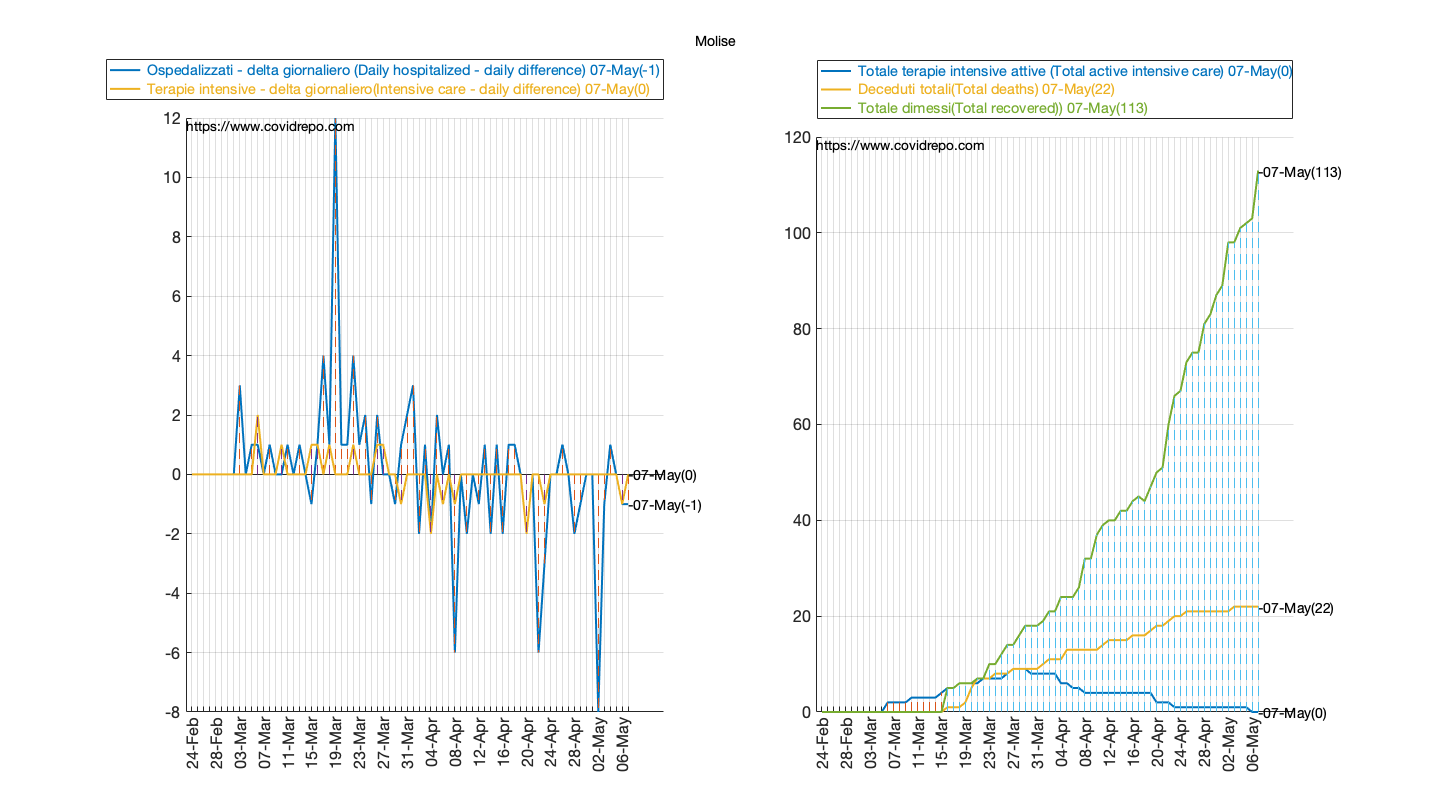 Molise
Ospedalizzati - delta giornaliero (Daily hospitalized - daily difference) 07-May(-1)
Terapie intensive - delta giornaliero(Intensive care - daily difference) 07-May(0)
https://www.covidrepo.com
12
10
8
6
4
2
0
-2
-4
-6
-8
07-May(0)
07-May(-1)
24-Feb
28-Feb
03-Mar
07-Mar
11-Mar
15-Mar
19-Mar
23-Mar
27-Mar
31-Mar
04-Apr
08-Apr
12-Apr
16-Apr
20-Apr
24-Apr
28-Apr
02-May
06-May
Totale terapie intensive attive (Total active intensive care) 07-May(0)
Deceduti totali(Total deaths) 07-May(22)
Totale dimessi(Total recovered)) 07-May(113)
https://www.covidrepo.com
120
100
80
60
40
20
0
07-May(113)
07-May(22)
07-May(0)
24-Feb
28-Feb
03-Mar
07-Mar
11-Mar
15-Mar
19-Mar
23-Mar
27-Mar
31-Mar
04-Apr
08-Apr
12-Apr
16-Apr
20-Apr
24-Apr
28-Apr
02-May
06-May